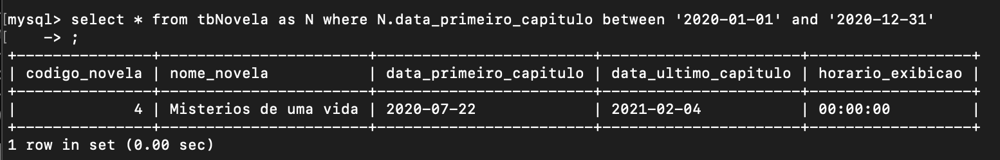 [mysql> select * from tbNovela as N where N.data_primeiro_capitulo between '2020-01-01' and '2020-12-31'
[    -> ;
+---------------+-----------------------+------------------------+----------------------+------------------+
| codigo_novela | nome_novela           | data_primeiro_capitulo | data_ultimo_capitulo | horario_exibicao |
+---------------+-----------------------+------------------------+----------------------+------------------+
|             4 | Misterios de uma vida | 2020-07-22             | 2021-02-04           | 00:00:00         |
+---------------+-----------------------+------------------------+----------------------+------------------+
1 row in set (0.00 sec)